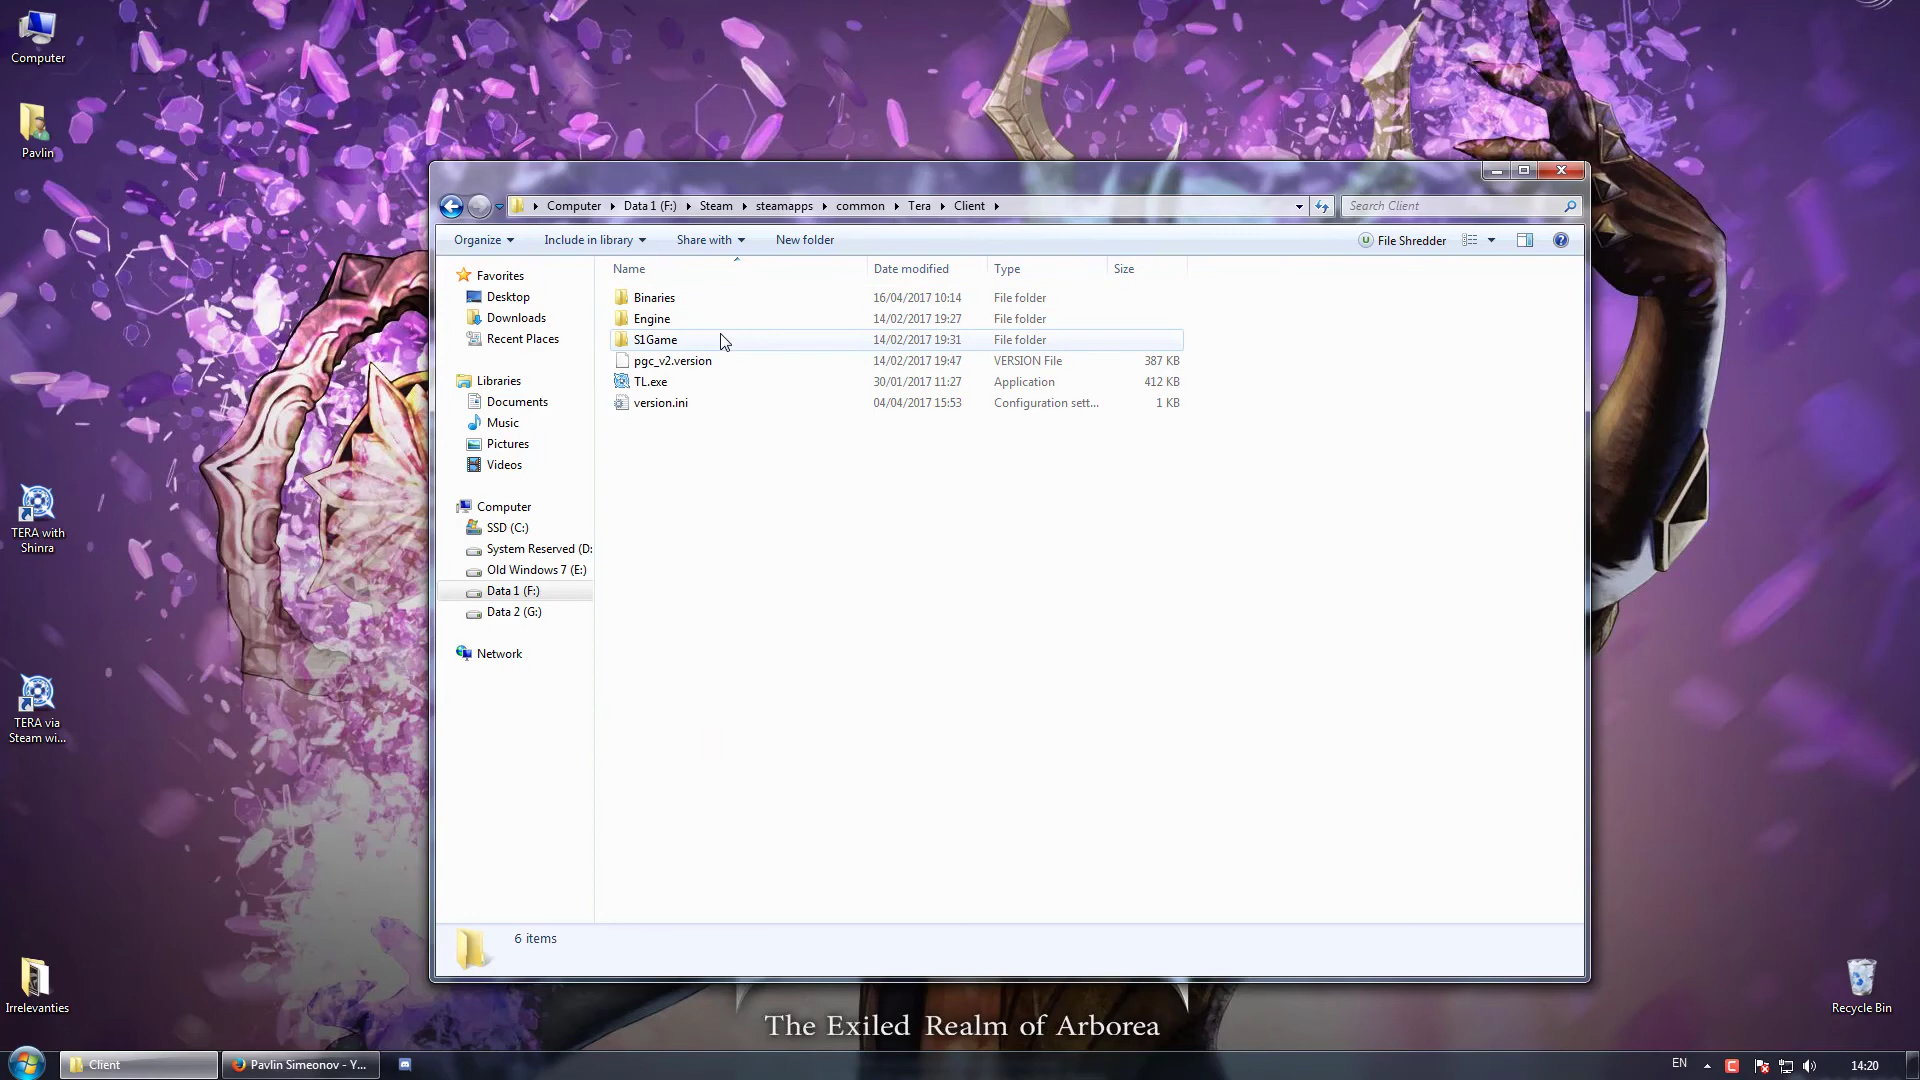 Computer
Pavlin
TERA with
Shinra
TERA via
Steam wi...
Irrelevanties
Computer Data 1 (F:) Steam steamapps common Tera Client
Search Client
Organize Include in library Share with New folder File Shredder
Favorites
Desktop
Downloads
Recent Places
Libraries
Documents
Music
Pictures
Videos
Computer
SSD (C:)
System Reserved (D:
Old Windows 7 (E:)
Data 1 (F:)
Data 2 (G:)
Network
Name Date modified Type Size
Binaries 16/04/2017 10:14 File folder
Engine 14/02/2017 19:27 File folder
S1Game 14/02/2017 19:31 File folder
pgc_v2.version 14/02/2017 19:47 VERSION File 387 KB
TL.exe 30/01/2017 11:27 Application 412 KB
version.ini 04/04/2017 15:53 Configuration sett... 1 KB
6 items
Recycle Bin
The Exiled Realm of Arborea
Client
Pavlin Simeonov - Y...
EN
14:20